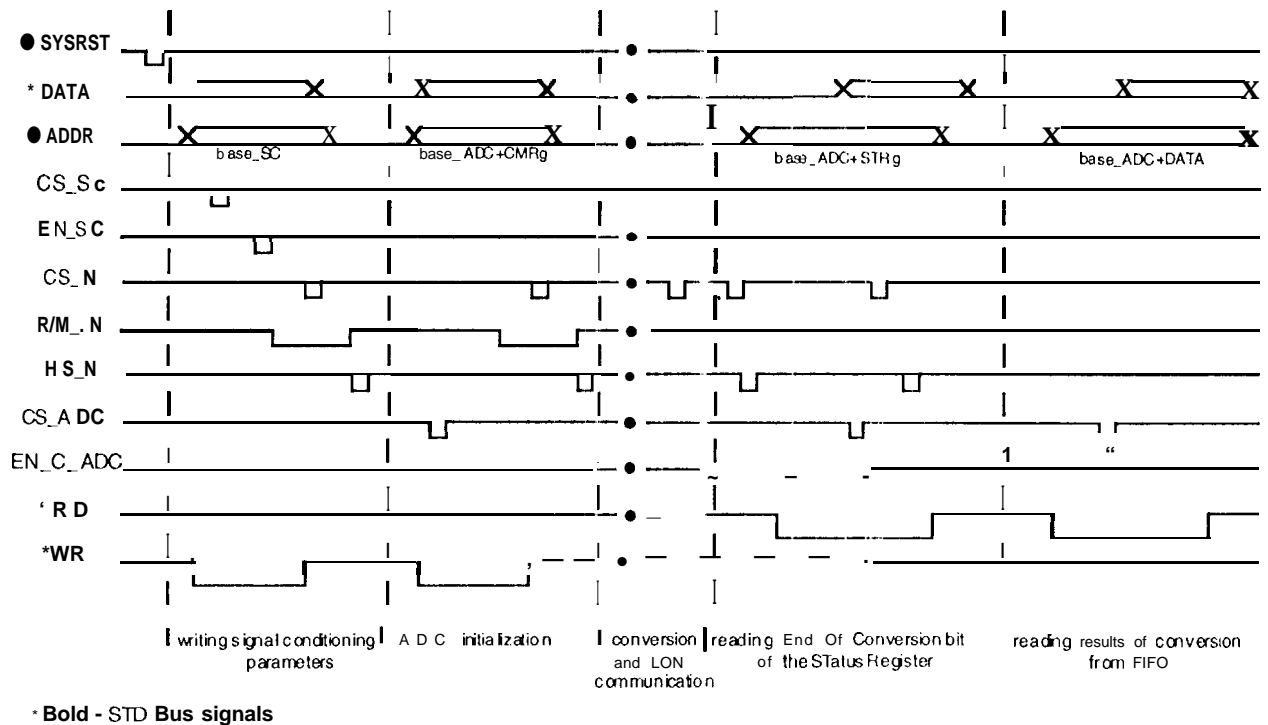 ● SYSRST
* DATA
● ADDR
base_SC
base_ADC+CMRg
base_ADC+STRg
base_ADC+DATA
CS_Sc
EN_SC
CS_N
R/M_.N
HS_N
CS_ADC
EN_C_ADC
‘ RD
*WR
writing signal conditioning
parameters
ADC initialization
conversion
and LON
communication
reading End Of Conversion bit
of the STatus Register
reading results of conversion
from FIFO
* Bold - STD Bus signals